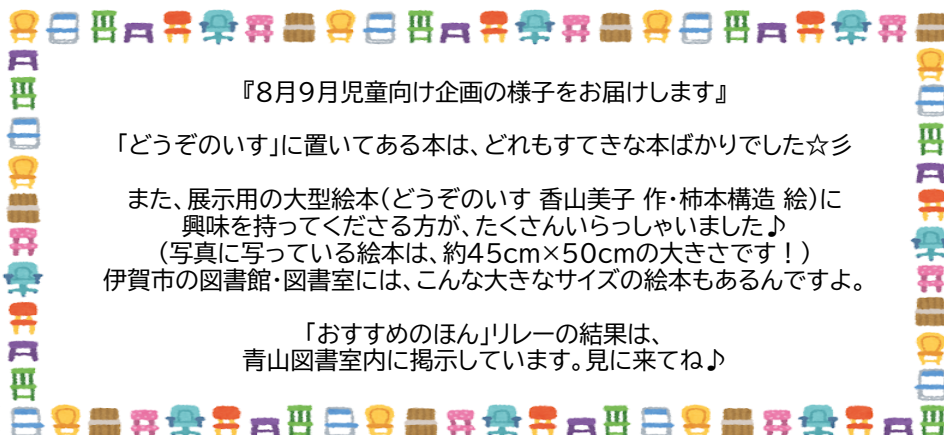 『8月9月児童向け企画の様子をお届けします』
「どうぞのいす」に置いてある本は、どれもすてきな本ばかりでした☆彡
また、展示用の大型絵本(どうぞのいす 香山美子 作・柿本構造 絵)に
興味を持ってくださる方が、たくさんいらっしゃいました♪
(写真に写っている絵本は、約45cm×50cmの大きさです！)
伊賀市の図書館・図書室には、こんな大きなサイズの絵本もあるんですよ。
「おすすめのほん」リレーの結果は、
青山図書室内に掲示しています。見に来てね♪